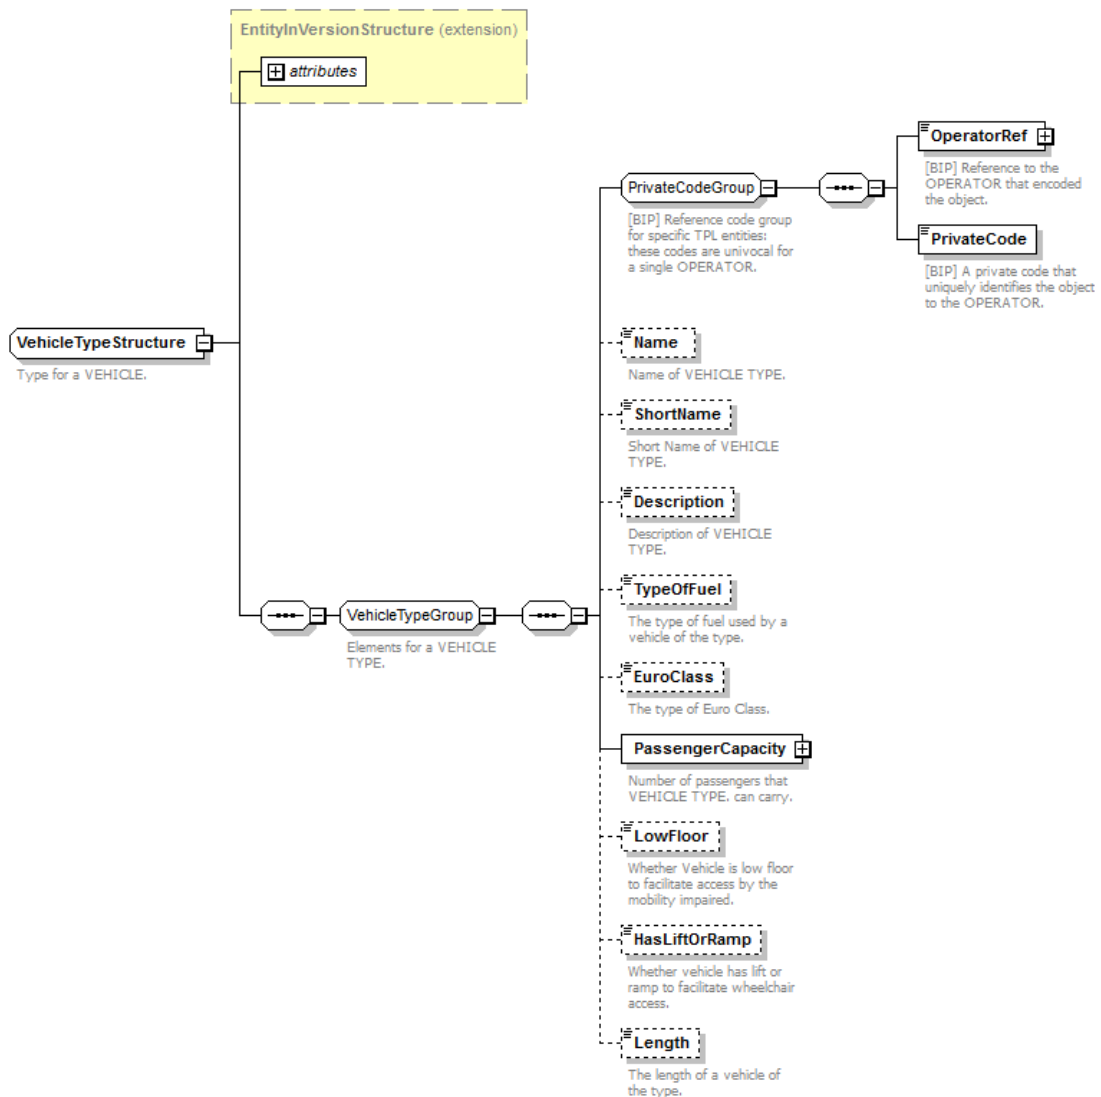 EntityInVersionStructure (extension)
attributes
VehicleTypeStructure
Type for a VEHICLE.
VehicleTypeGroup
Elements for a VEHICLE
TYPE.
PrivateCodeGroup
[BIP] Reference code group
for specific TPL entities:
these codes are univocal for
a single OPERATOR.
OperatorRef
[BIP] Reference to the
OPERATOR that encoded
the object.
PrivateCode
[BIP] A private code that
uniquely identifies the object
to the OPERATOR.
Name
Name of VEHICLE TYPE.
ShortName
Short Name of VEHICLE
TYPE.
Description
Description of VEHICLE
TYPE.
TypeOfFuel
The type of fuel used by a
vehicle of the type.
EuroClass
The type of Euro Class.
PassengerCapacity
Number of passengers that
VEHICLE TYPE. can carry.
LowFloor
Whether Vehicle is low floor
to facilitate access by the
mobility impaired.
HasLiftOrRamp
Whether vehicle has lift or
ramp to facilitate wheelchair
access.
Length
The length of a vehicle of
the type.